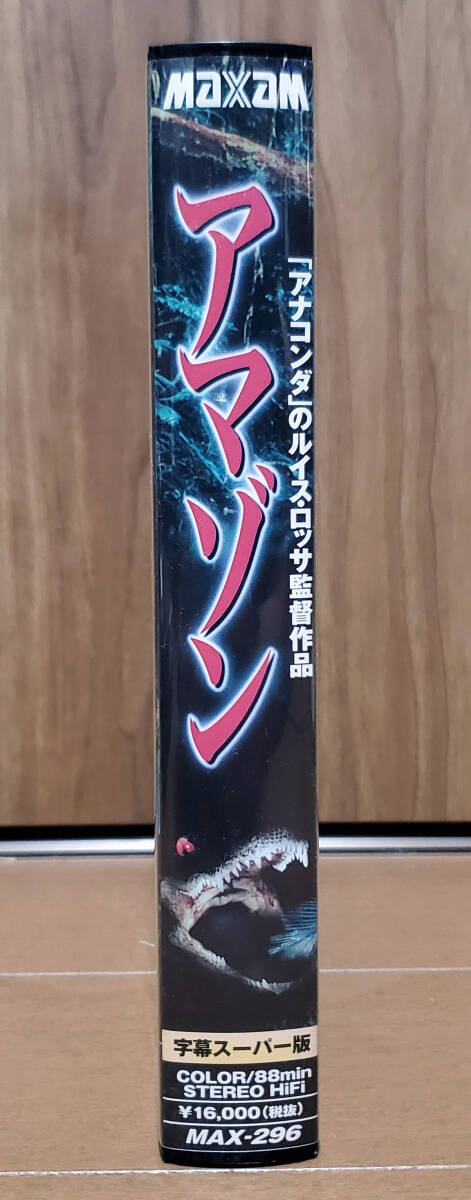 MAXAM
アマゾン
「アナコンダ」のルイス・ロッサ監督作品
字幕スーパー版
COLOR/88min
STEREO HiFi
¥16,000(税抜)
MAX-296